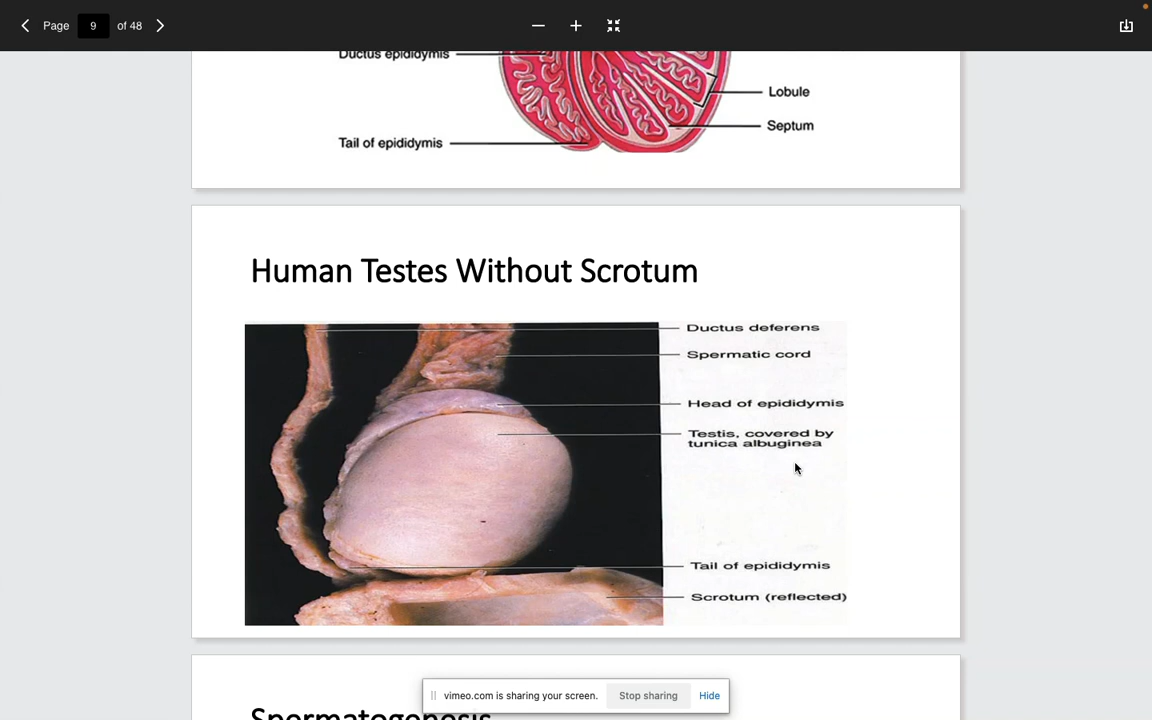 Page 9 of 48
Ductus epididymis
Lobule
Septum
Tail of epididymis
Human Testes Without Scrotum
Ductus deferens
Spermatic cord
Head of epididymis
Testis, covered by
tunica albuginea
Tail of epididymis
Scrotum (reflected)
vimeo.com is sharing your screen. Stop sharing Hide
Spermatogenesis